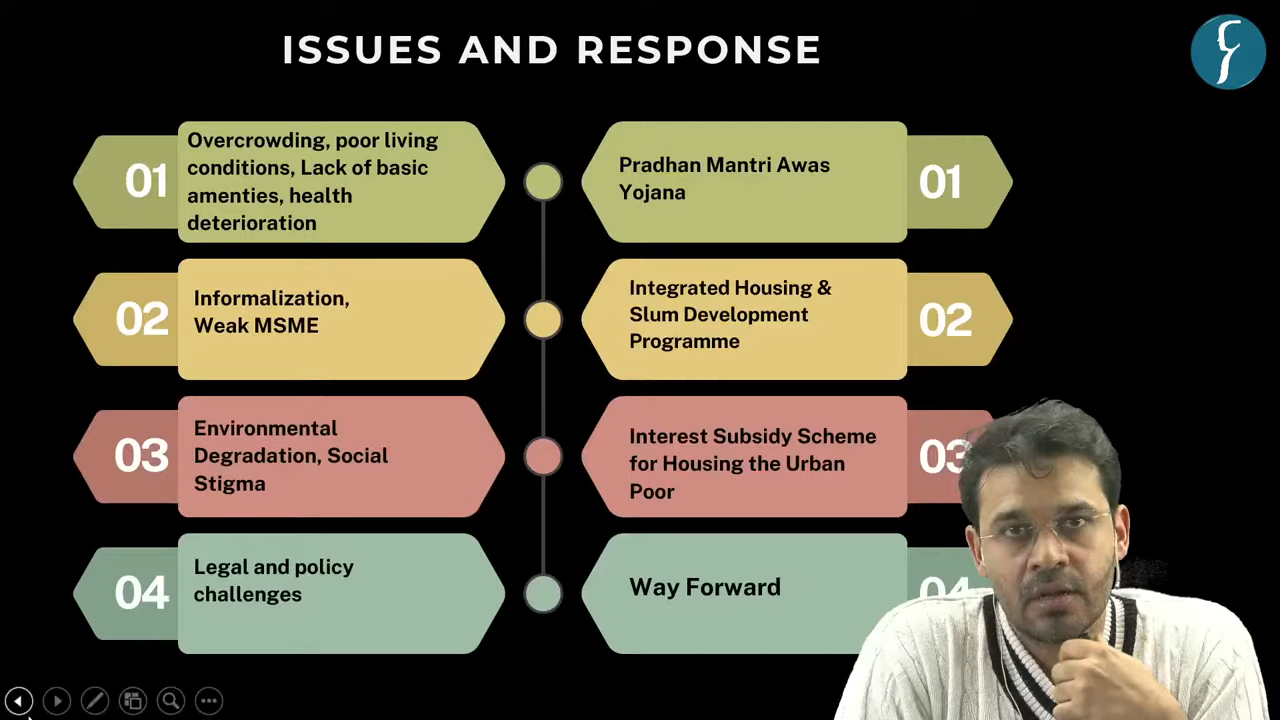 ISSUES AND RESPONSE
01
Overcrowding, poor living
conditions, Lack of basic
amenties, health
deterioration
Pradhan Mantri Awas
Yojana
01
02
Informalization,
Weak MSME
Integrated Housing &
Slum Development
Programme
02
03
Environmental
Degradation, Social
Stigma
Interest Subsidy Scheme
for Housing the Urban
Poor
03
04
Legal and policy
challenges
Way Forward
04